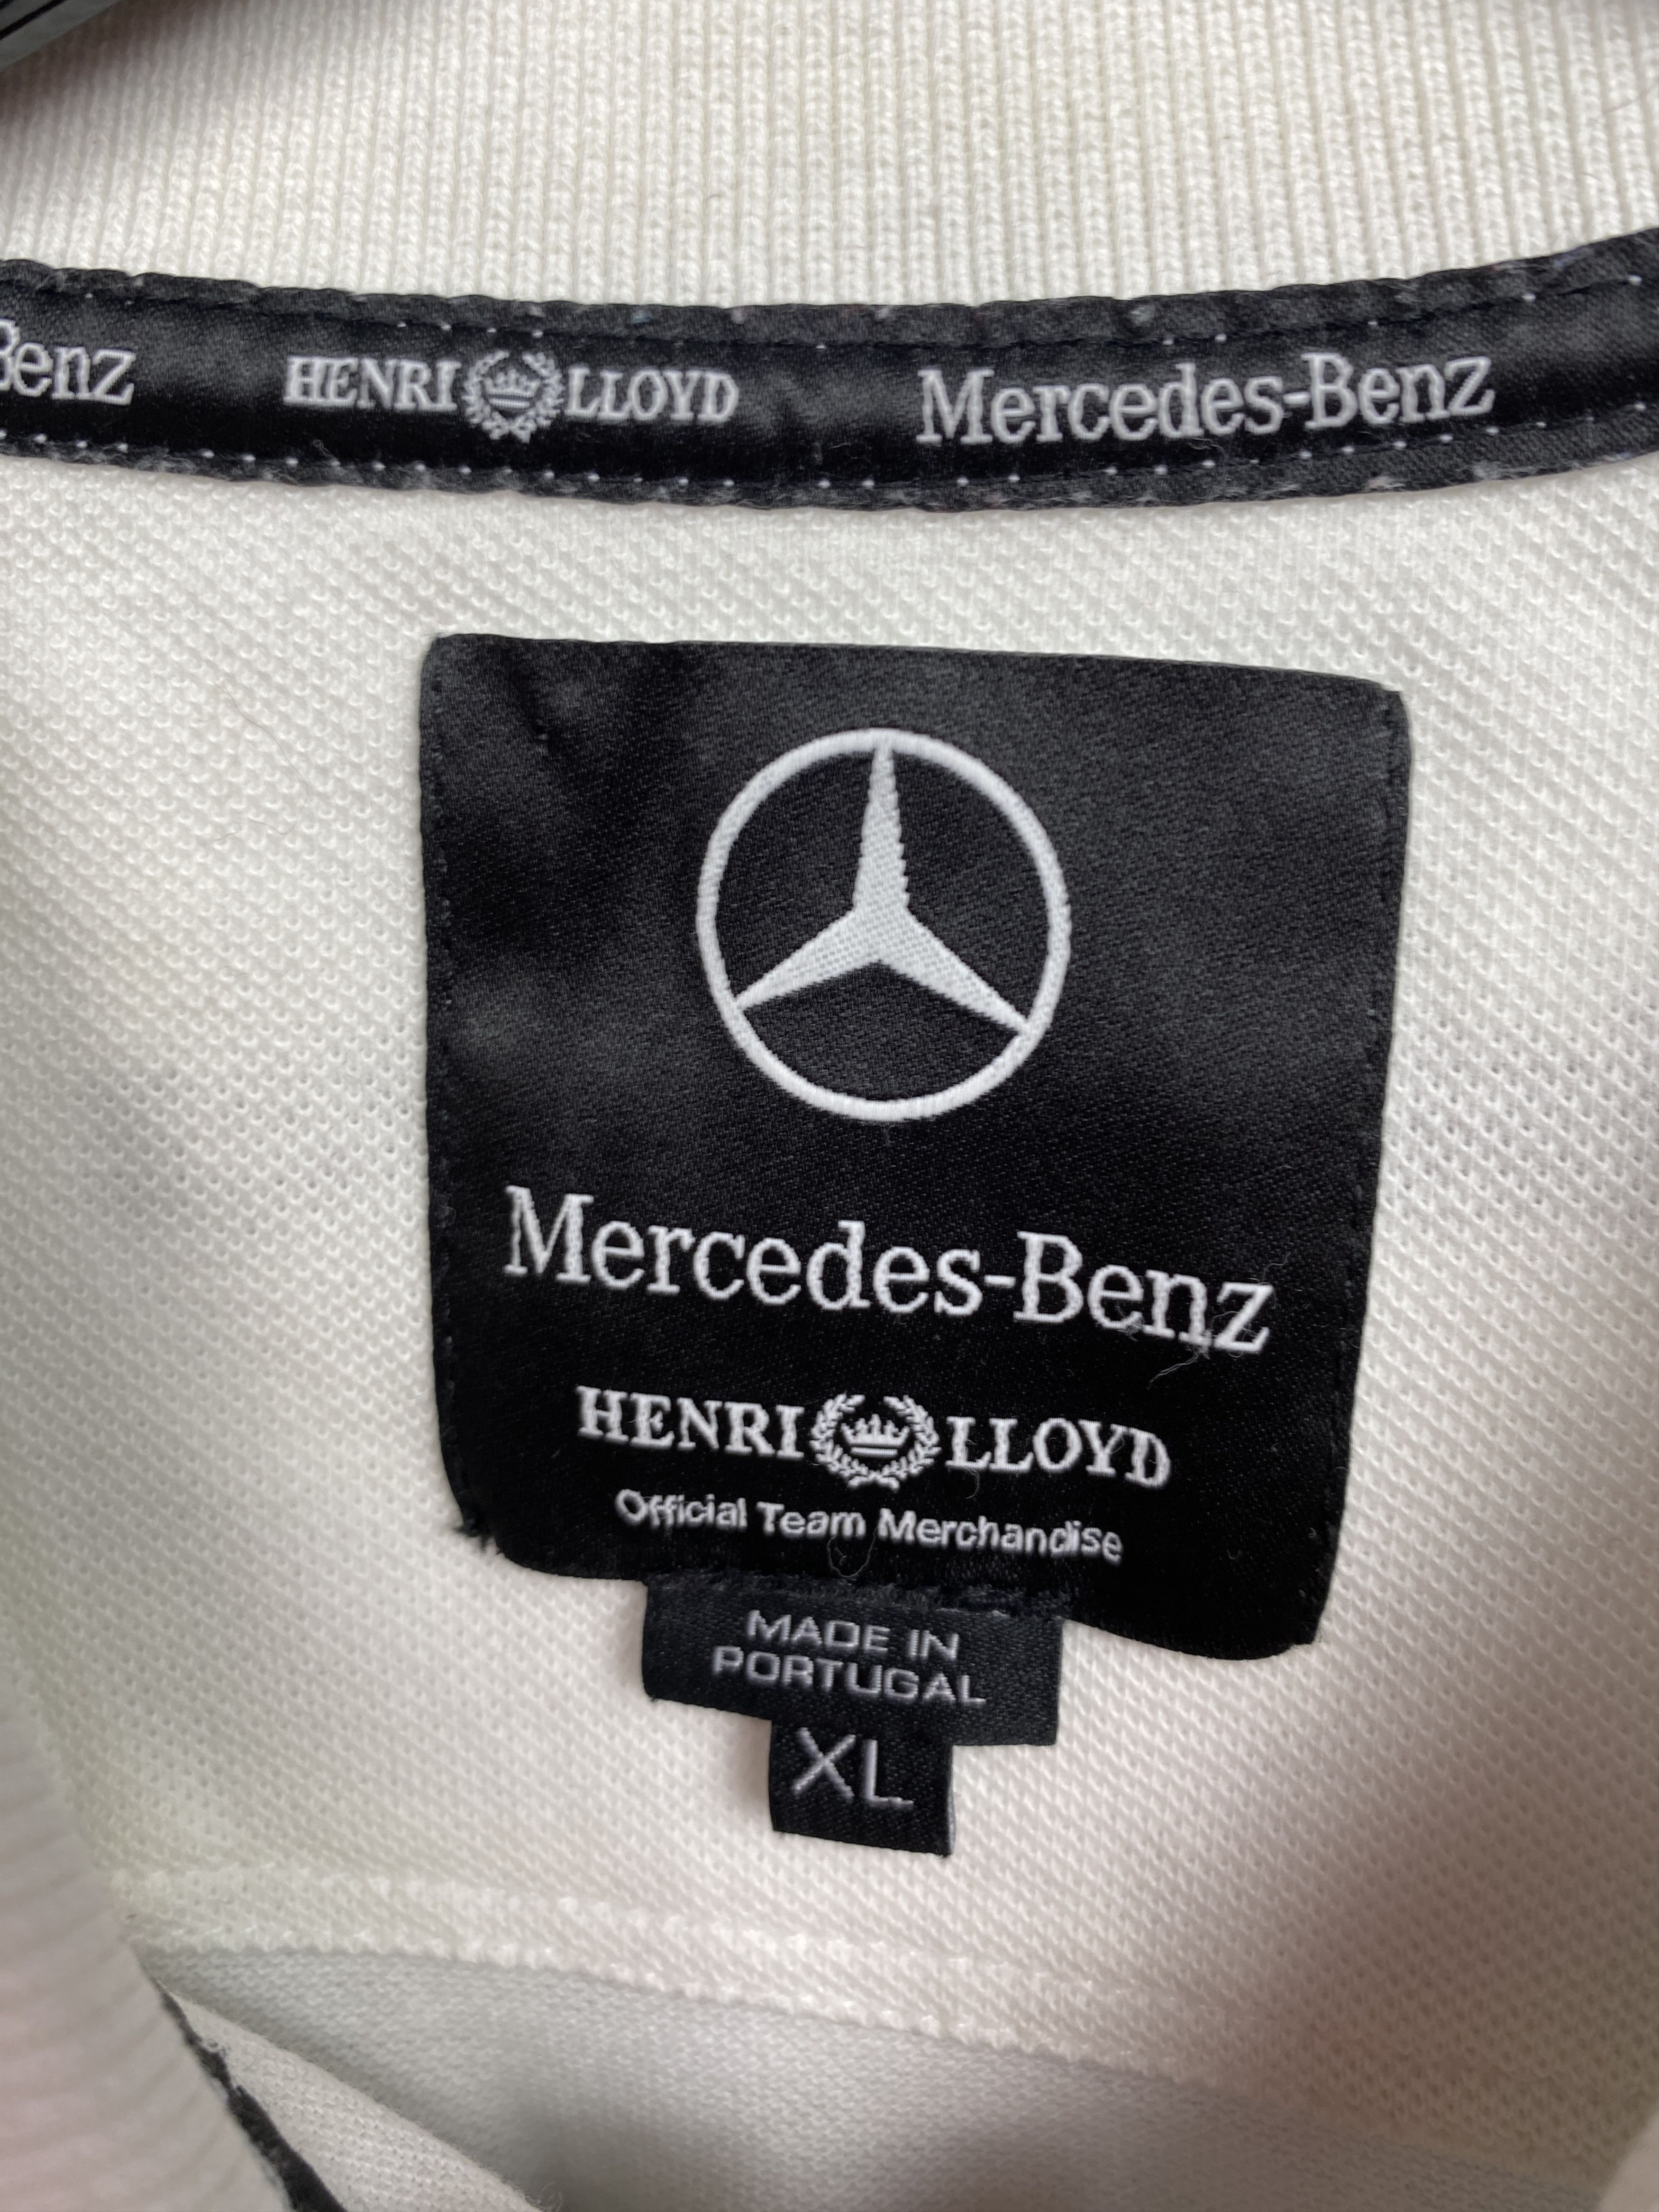 Benz HENRI LLOYD Mercedes-Benz
Mercedes-Benz
HENRI LLOYD
Official Team Merchandise
MADE IN
PORTUGAL
XL